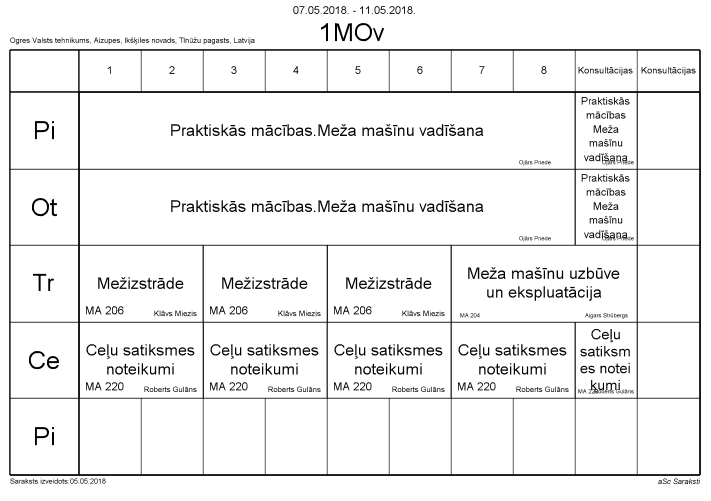 07.05.2018. - 11.05.2018.
1MOv
Ogres Valsts tehnikums, Aizupes, Ikšķiles novads, Tīnūžu pagasts, Latvija
1 2 3 4 5 6 7 8 Konsultācijas Konsultācijas
Pi
Praktiskās mācības.Meža mašīnu vadīšana
Ojārs Priede
Praktiskās
mācības
Meža
mašīnu
vadīšana
Ojārs Priede
Ot
Praktiskās mācības.Meža mašīnu vadīšana
Ojārs Priede
Praktiskās
mācības
Meža
mašīnu
vadīšana
Ojārs Priede
Tr
Mežizstrāde
MA 206 Klāvs Miezis
Mežizstrāde
MA 206 Klāvs Miezis
Mežizstrāde
MA 206 Klāvs Miezis
Meža mašīnu uzbūve
un ekspluatācija
MA 204 Aigars Strūbergs
Ce
Ceļu satiksmes
noteikumi
MA 220 Roberts Gulāns
Ceļu satiksmes
noteikumi
MA 220 Roberts Gulāns
Ceļu satiksmes
noteikumi
MA 220 Roberts Gulāns
Ceļu satiksmes
noteikumi
MA 220 Roberts Gulāns
Ceļu
satiksm
es notei
kumi
MA 220 Roberts Gulāns
Pi
Saraksts izveidots:05.05.2018
aSc Saraksti